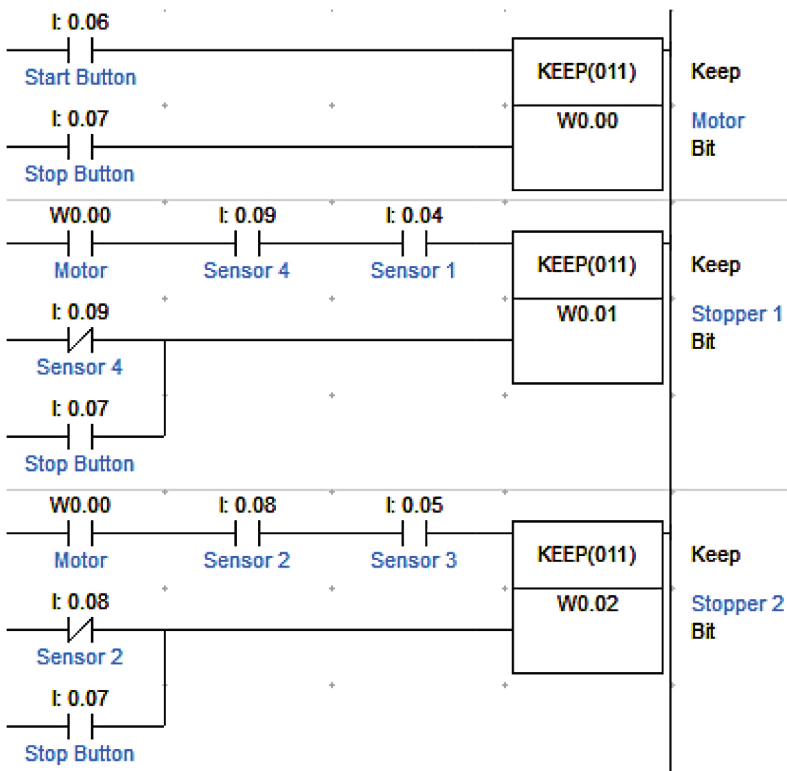 I: 0.06
Start Button
KEEP(011)
Keep
I: 0.07
W0.00
Motor
Bit
Stop Button
W0.00
I: 0.09
I: 0.04
Motor
Sensor 4
Sensor 1
KEEP(011)
Keep
I: 0.09
W0.01
Stopper 1
Bit
Sensor 4
I: 0.07
Stop Button
W0.00
I: 0.08
I: 0.05
Motor
Sensor 2
Sensor 3
KEEP(011)
Keep
I: 0.08
W0.02
Stopper 2
Bit
Sensor 2
I: 0.07
Stop Button